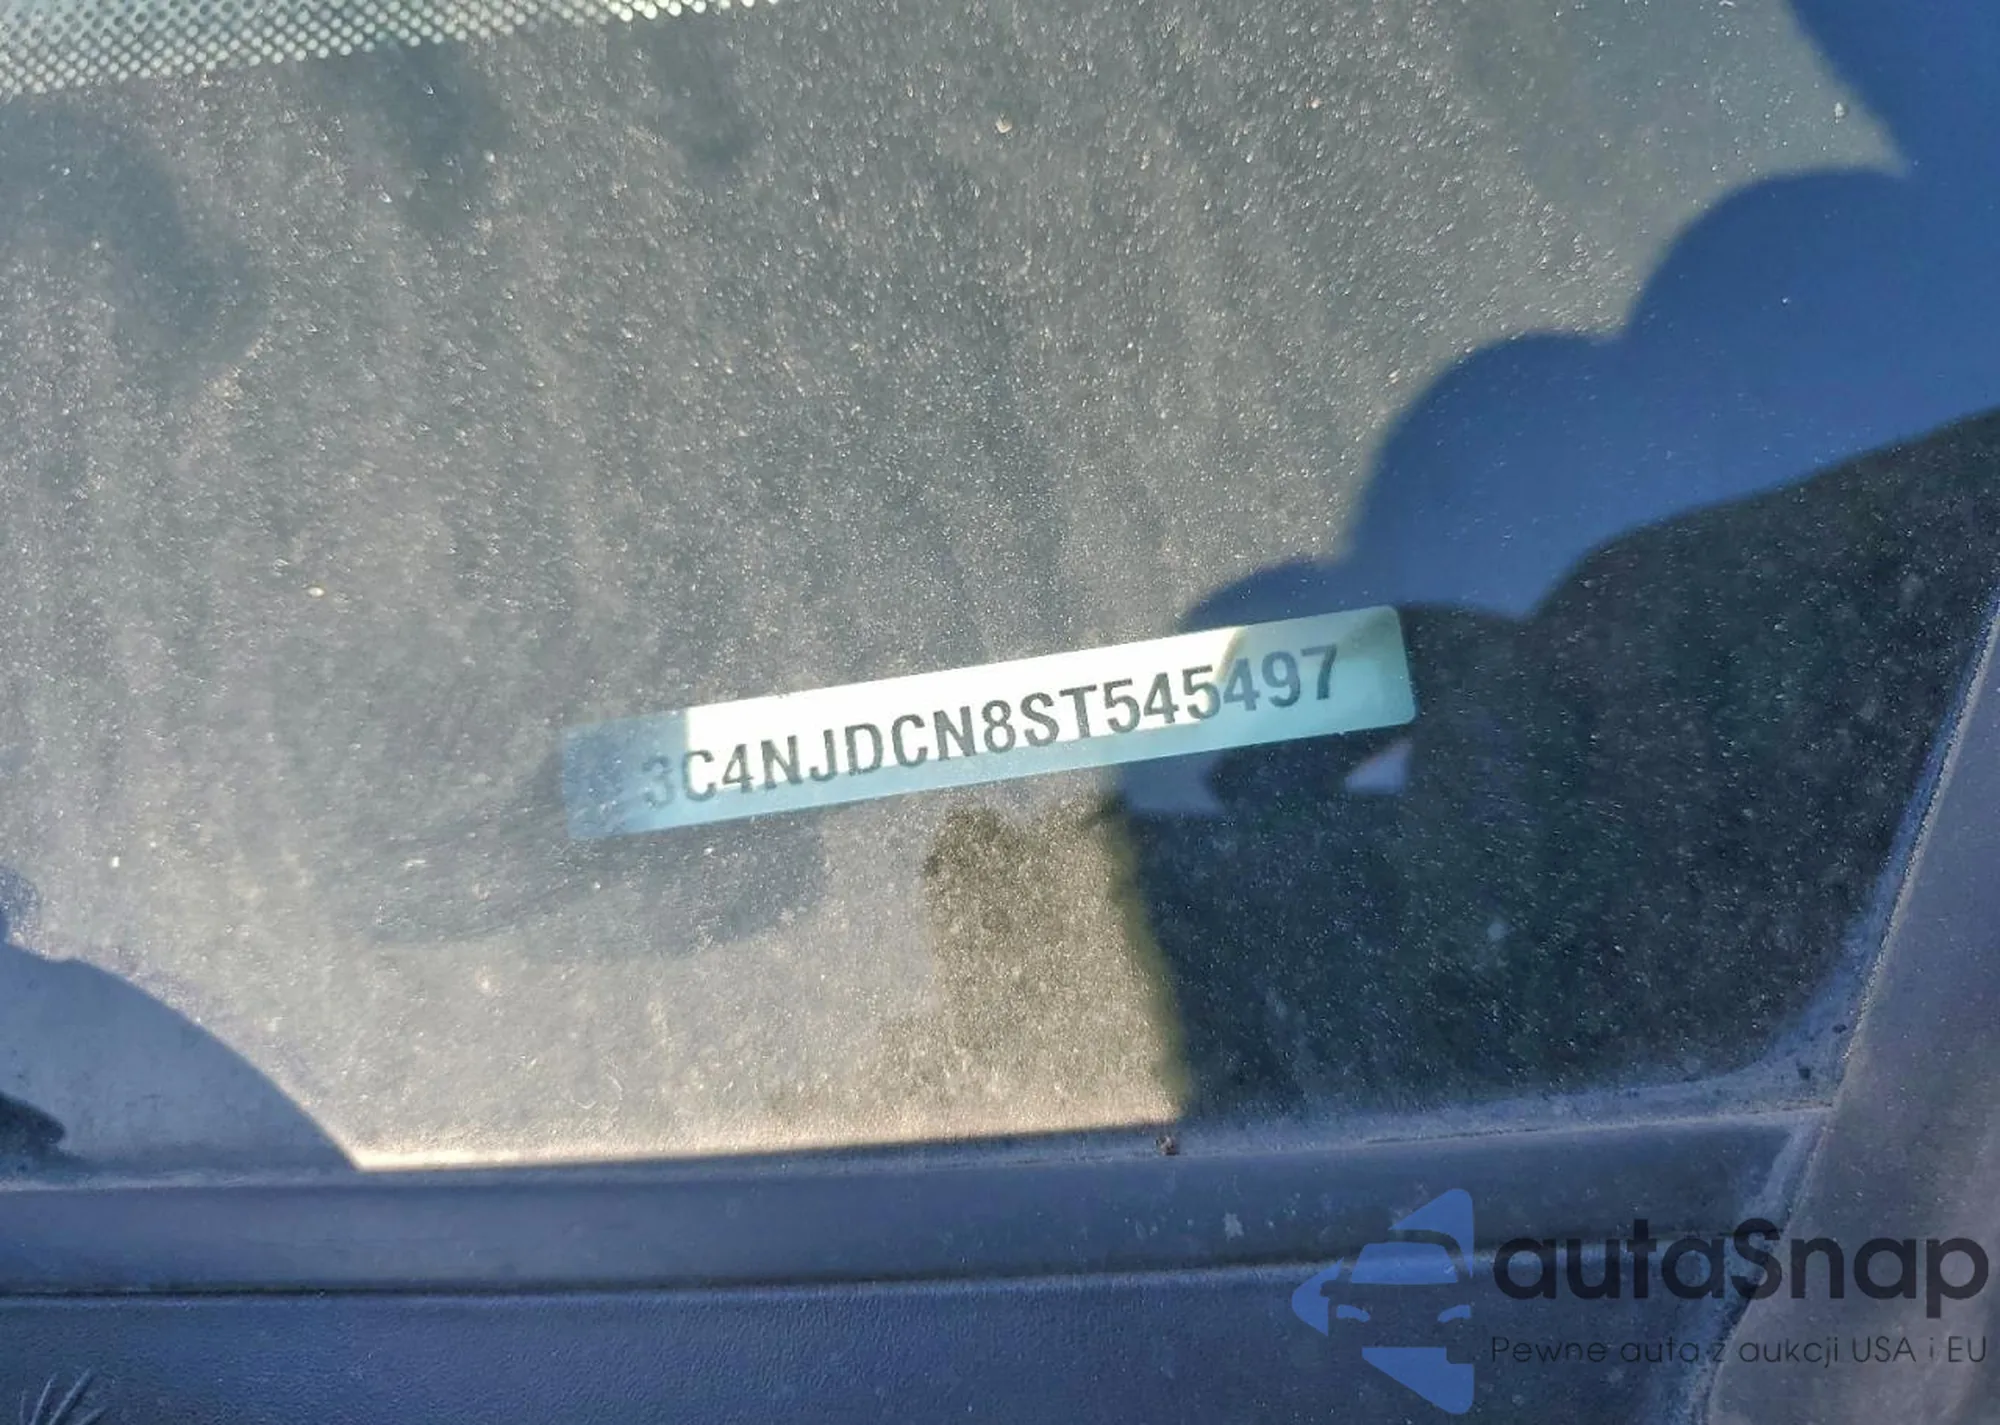 3C4NJDCN8ST545497
autaSnap
Pewne auta z aukcji USA i EU